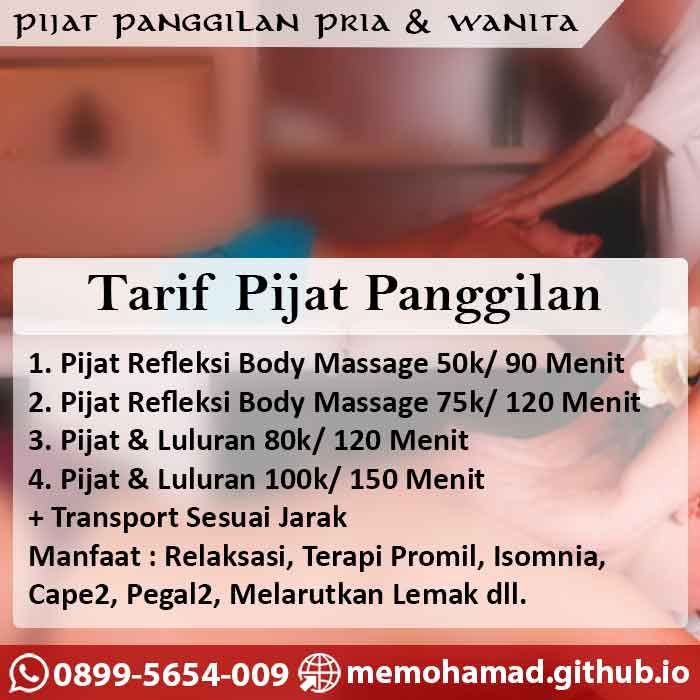 PIJAT PANGGILAN PRIA & WANITA
Tarif Pijat Panggilan
1. Pijat Refleksi Body Massage 50k/ 90 Menit
2. Pijat Refleksi Body Massage 75k/ 120 Menit
3. Pijat & Luluran 80k/ 120 Menit
4. Pijat & Luluran 100k/ 150 Menit
+ Transport Sesuai Jarak
Manfaat : Relaksasi, Terapi Promil, Isomnia,
Cape2, Pegal2, Melarutkan Lemak dll.
0899-5654-009 memohamad.github.io